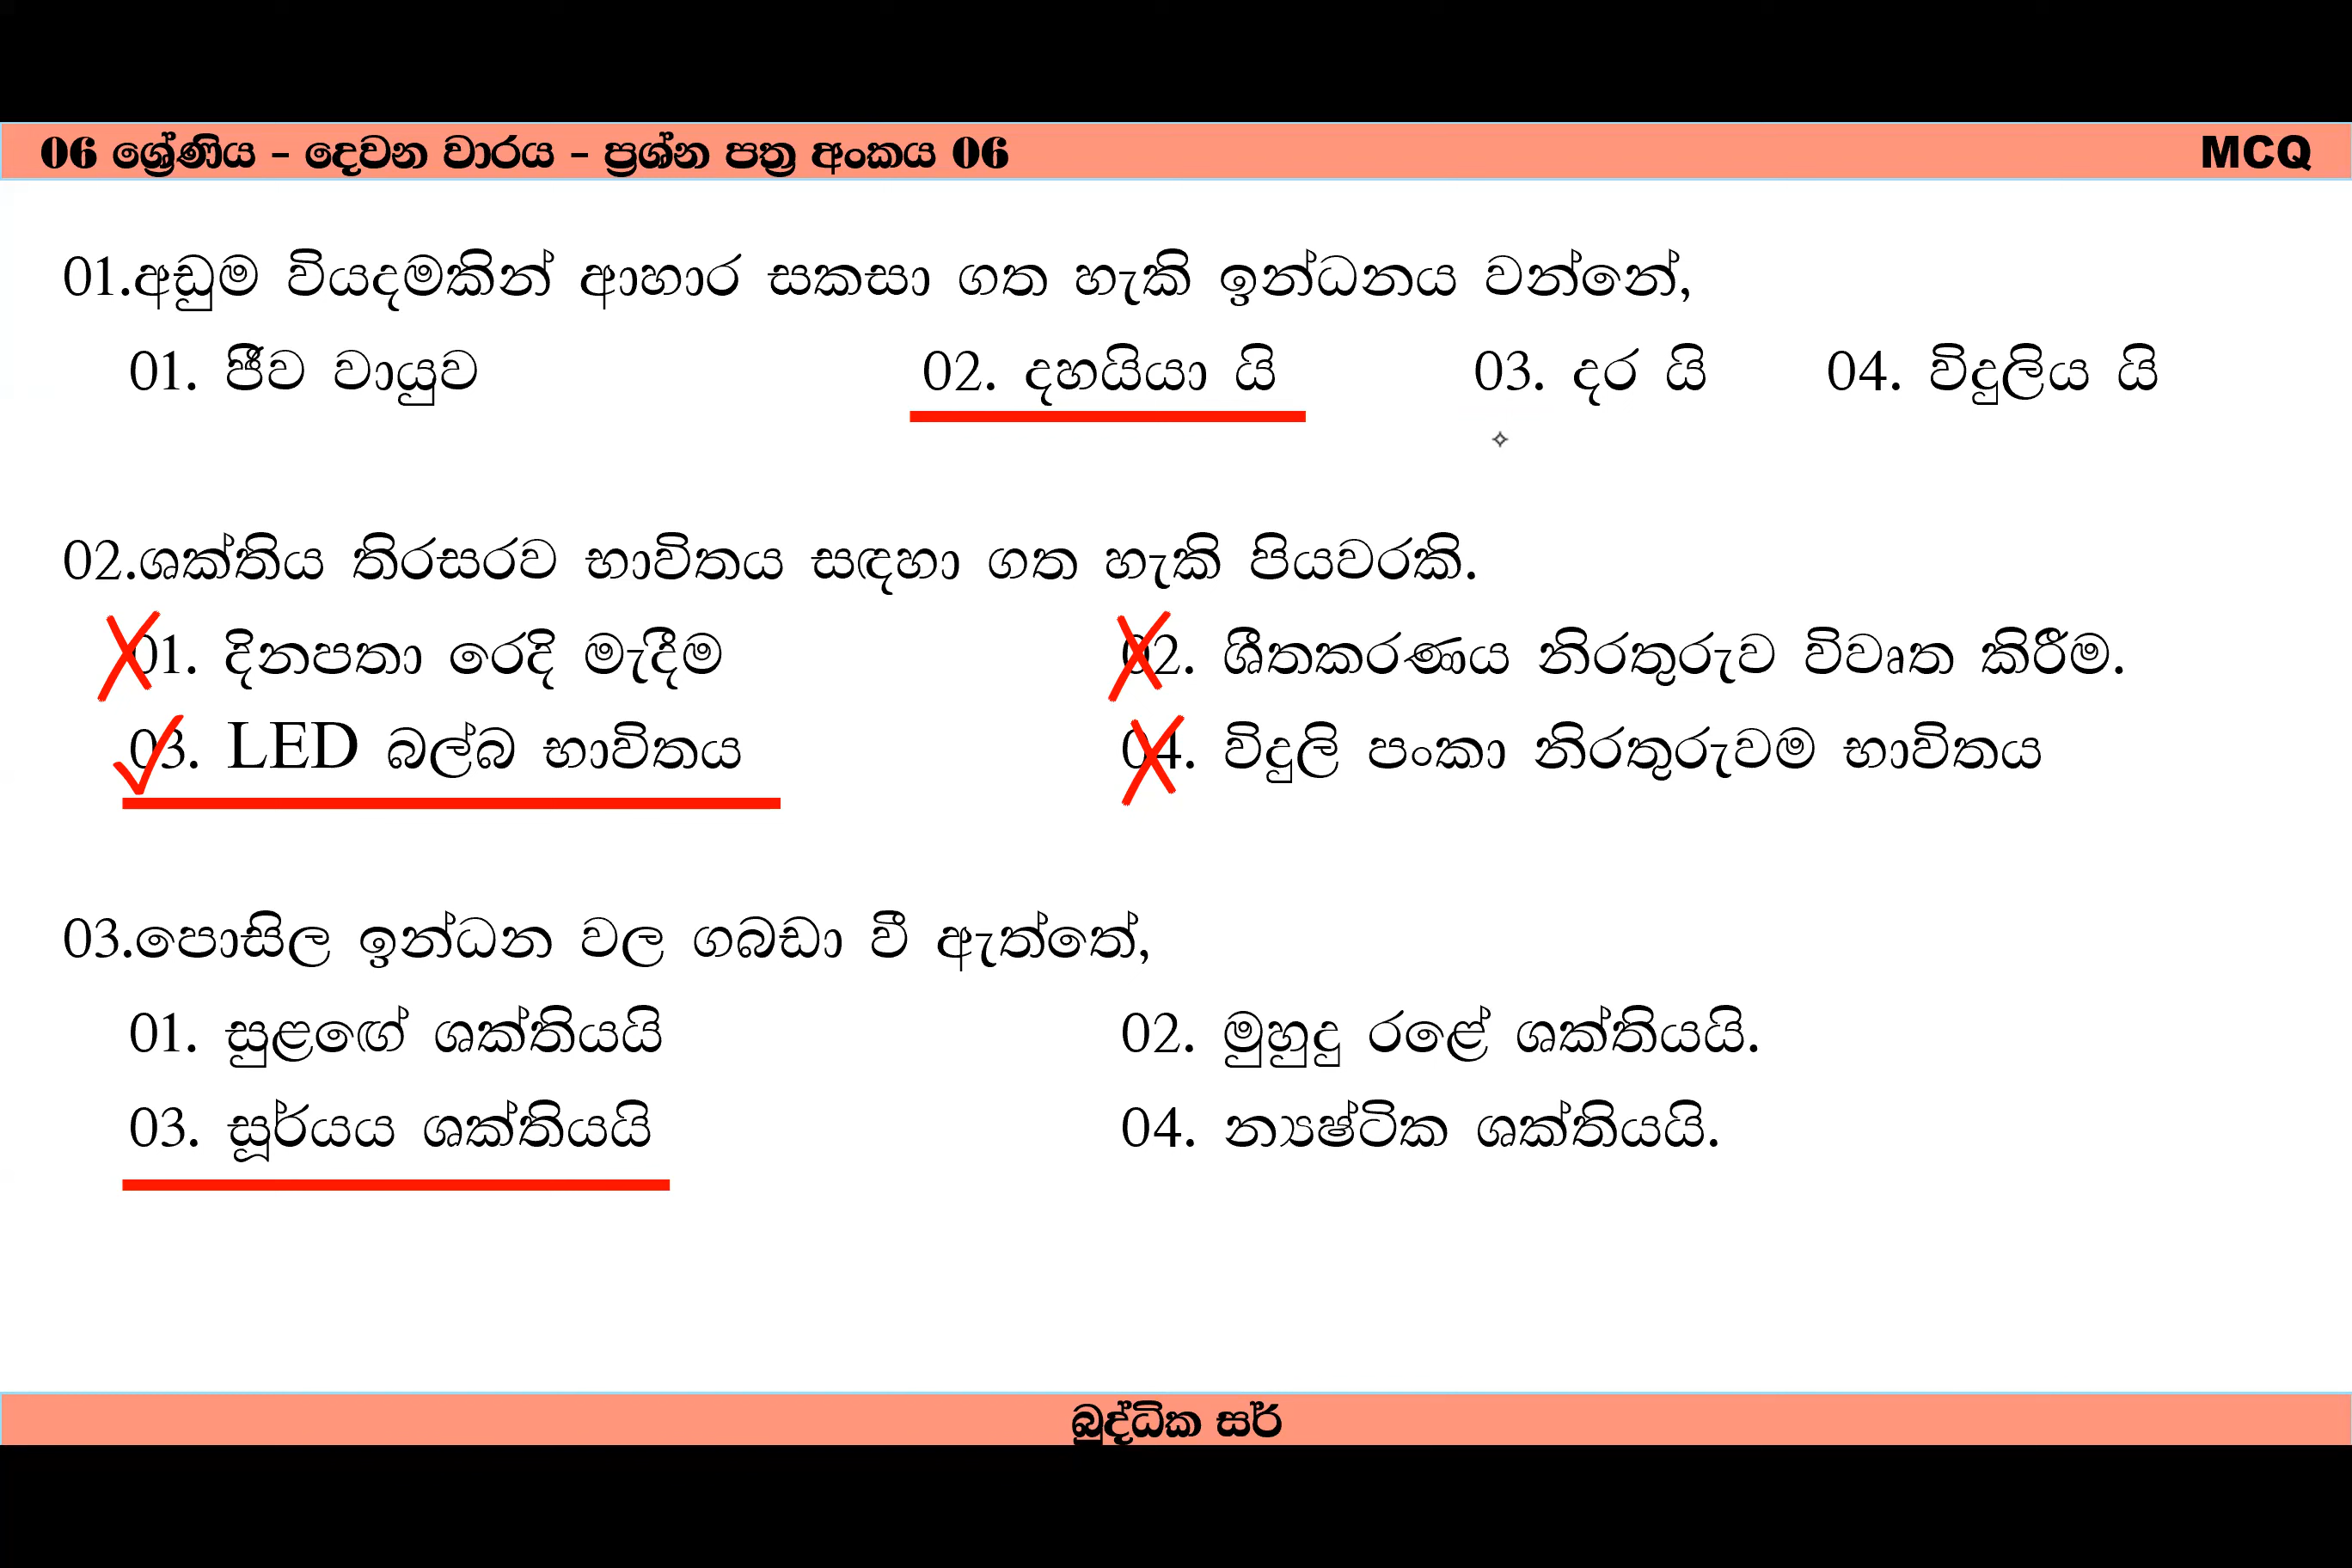 06 ශ්‍රේණිය - දෙවන වාරය - ප්‍රශ්න පත්‍ර අංකය 06 MCQ
01.අඩුම වියදමකින් ආහාර සකසා ගත හැකි ඉන්ධනය වන්නේ,
01. ජීව වායුව 02. දහයියා යි 03. දර යි 04. විදුලිය යි
02.ශක්තිය තිරසරව භාවිතය සඳහා ගත හැකි පියවරකි.
01. දිනපතා රෙදි මැදීම 02. ශීතකරණය නිරතුරුව විවෘත කිරීම.
03. LED බල්බ භාවිතය 04. විදුලි පංකා නිරතුරුවම භාවිතය
03.පොසිල ඉන්ධන වල ගබඩා වී ඇත්තේ,
01. සුළඟේ ශක්තියයි 02. මුහුදු රළේ ශක්තියයි.
03. සූර්යය ශක්තියයි 04. න්‍යෂ්ටික ශක්තියයි.
බුද්ධික සර්